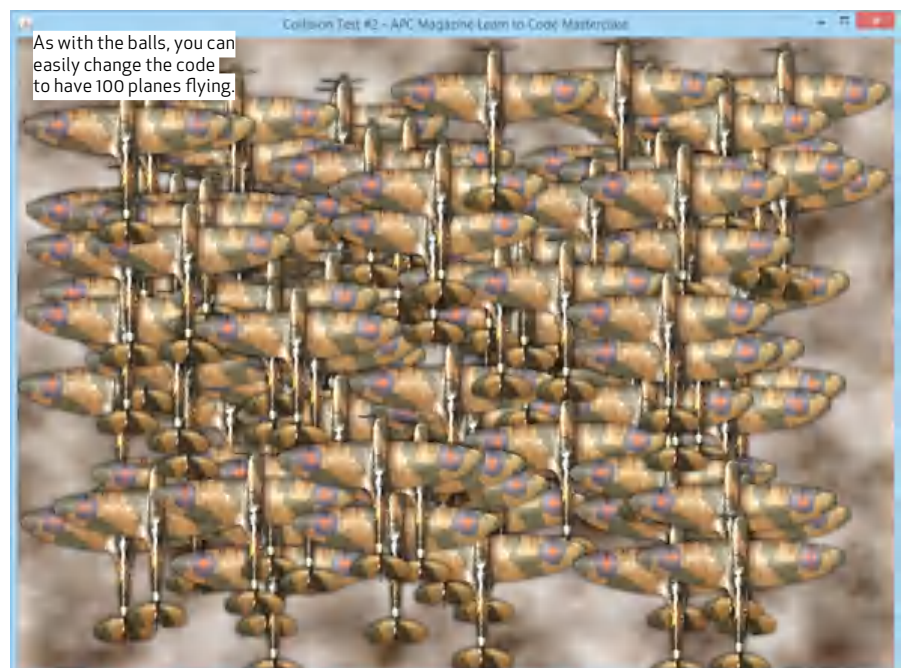 Collision Test #2 - APC Magazine Learn to Code Masterclass
As with the balls, you can
easily change the code
to have 100 planes flying.